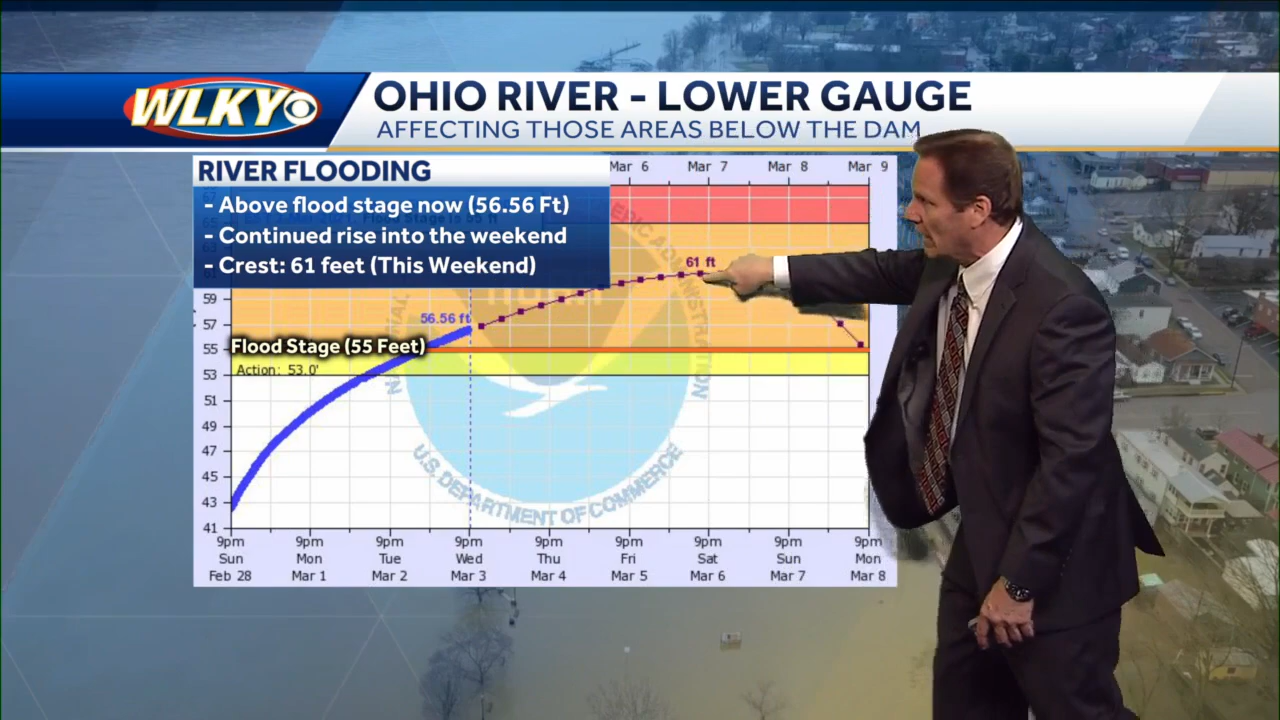 WLKY
OHIO RIVER - LOWER GAUGE
AFFECTING THOSE AREAS BELOW THE DAM
RIVER FLOODING
- Above flood stage now (56.56 Ft)
- Continued rise into the weekend
- Crest: 61 feet (This Weekend)
Mar 6 Mar 7 Mar 8 Mar 9
61 ft
59
56.56 ft
57
Flood Stage (55 Feet)
55
Action: 53.0'
53
51
49
47
45
43
41
U.S. DEPARTMENT OF COMMERCE
9pm 9pm 9pm 9pm 9pm 9pm 9pm 9pm 9pm
Sun Mon Tue Wed Thu Fri Sat Sun Mon
Feb 28 Mar 1 Mar 2 Mar 3 Mar 4 Mar 5 Mar 6 Mar 7 Mar 8